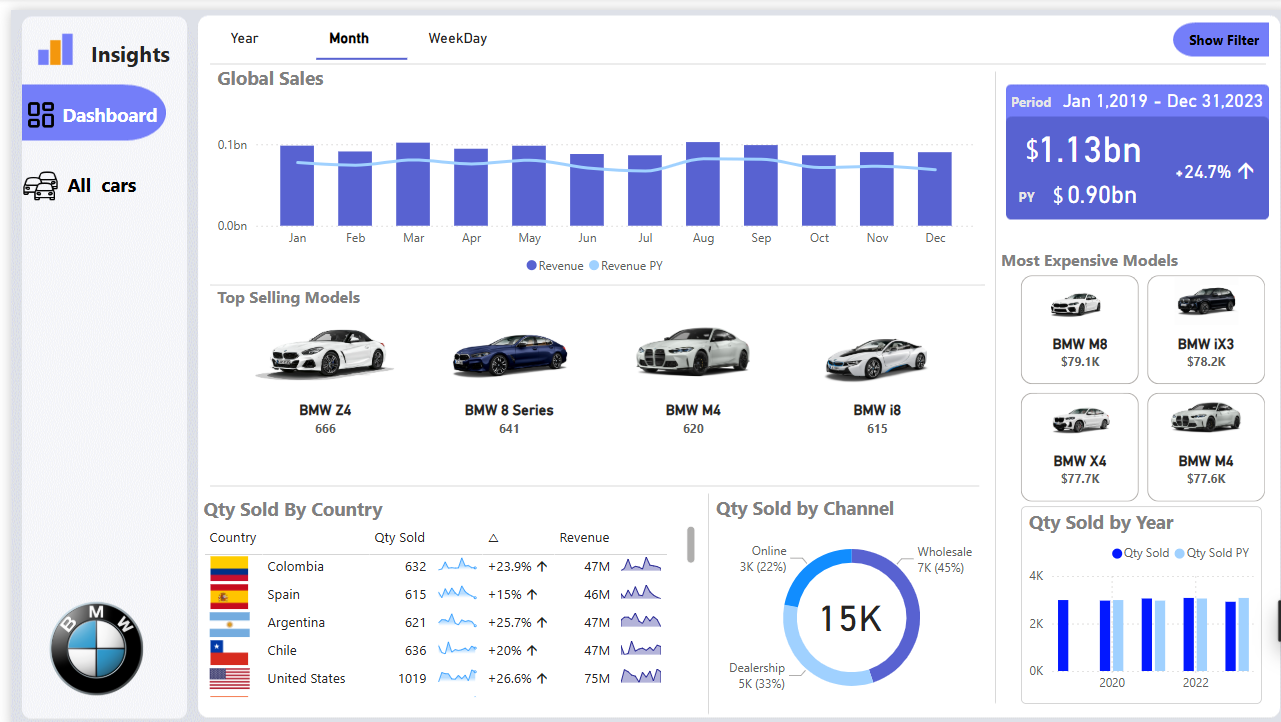 Insights
Dashboard
All cars
BMW
Year Month WeekDay
Show Filter
Global Sales
0.1bn
0.0bn
Jan Feb Mar Apr May Jun Jul Aug Sep Oct Nov Dec
Revenue Revenue PY
Period Jan 1,2019 - Dec 31,2023
$1.13bn
+24.7% ↑
PY $0.90bn
Top Selling Models
BMW Z4 BMW 8 Series BMW M4 BMW i8
666 641 620 615
Most Expensive Models
BMW M8 BMW iX3
$79.1K $78.2K
BMW X4 BMW M4
$77.7K $77.6K
Qty Sold By Country
Country Qty Sold △ Revenue
Colombia 632 +23.9% ↑ 47M
Spain 615 +15% ↑ 46M
Argentina 621 +25.7% ↑ 47M
Chile 636 +20% ↑ 47M
United States 1019 +26.6% ↑ 75M
Qty Sold by Channel
Online
3K (22%)
Wholesale
7K (45%)
15K
Dealership
5K (33%)
Qty Sold by Year
Qty Sold Qty Sold PY
4K
2K
0K
2020 2022